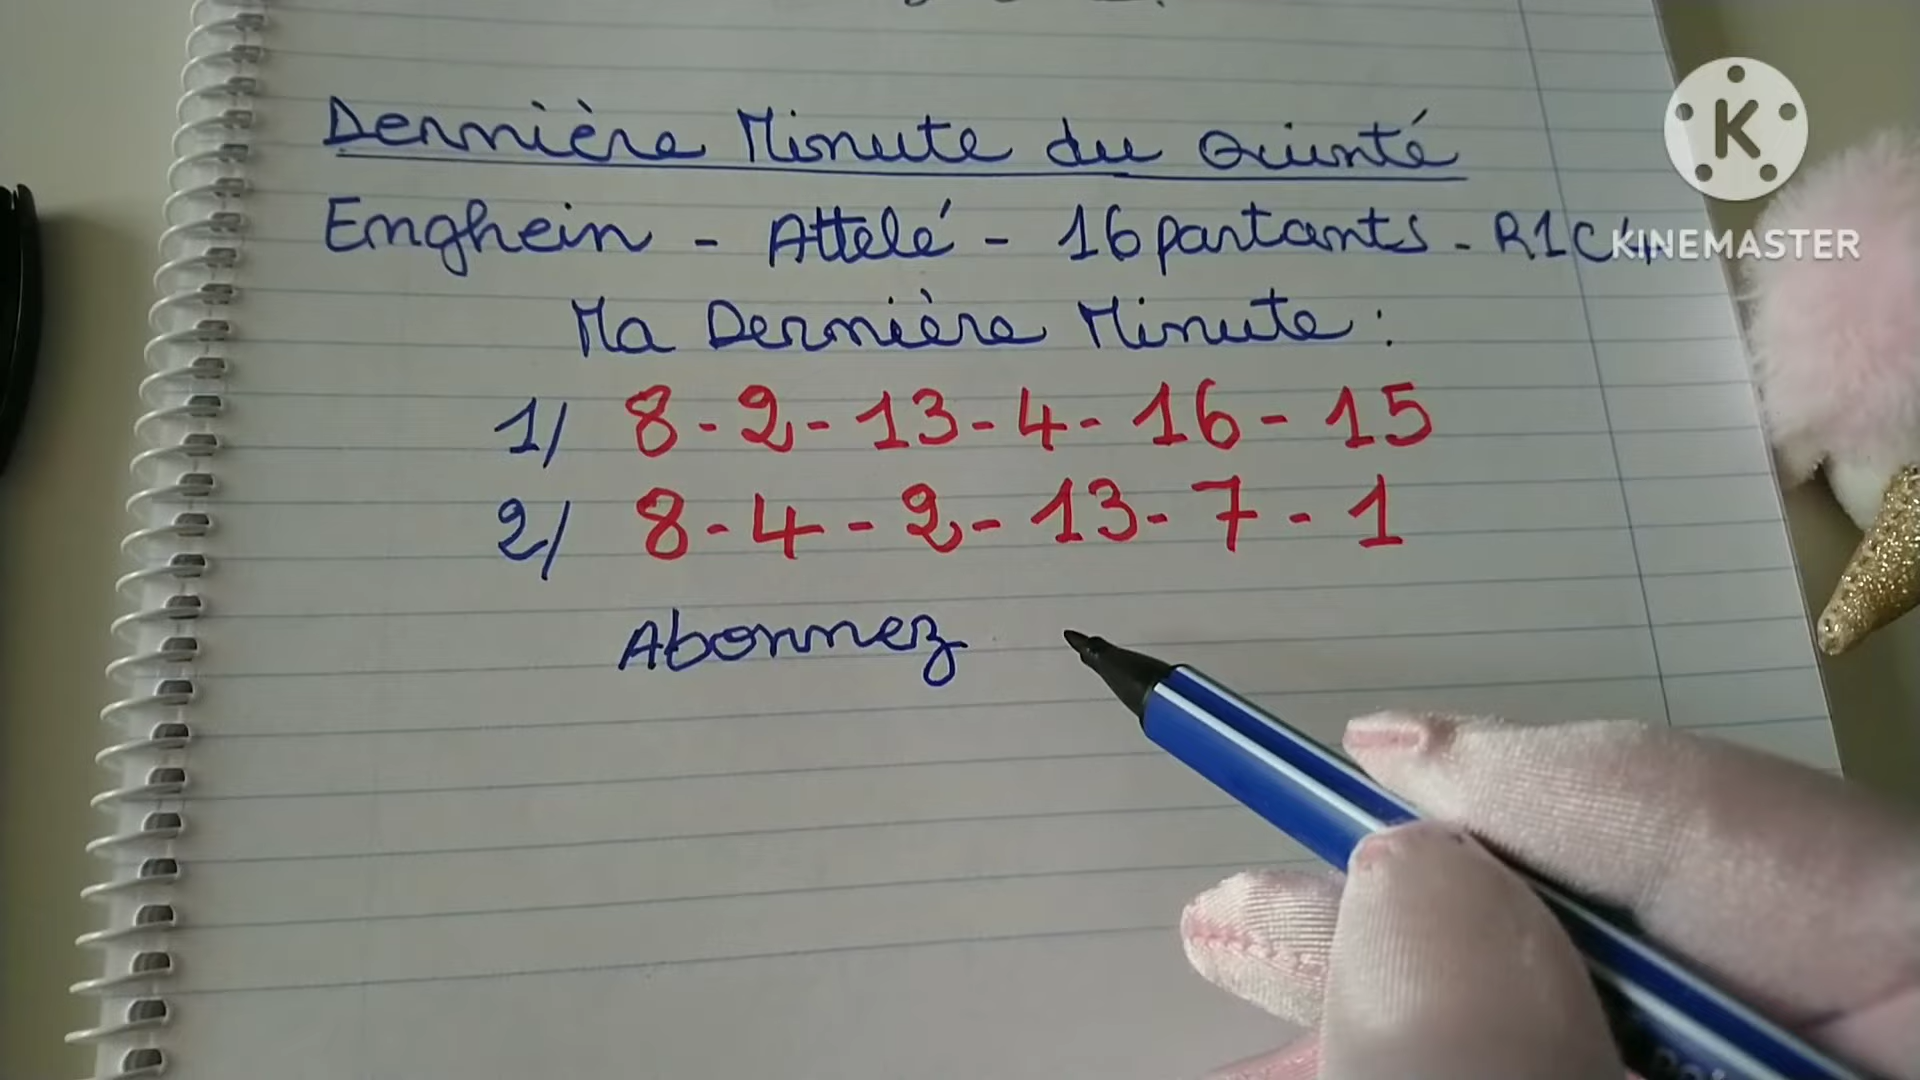 Dernière Minute du Quinté
Enghein - Attelé - 16 partants - R1C4
Ma Dernière Minute :
1/ 8 - 2 - 13 - 4 - 16 - 15
2/ 8 - 4 - 2 - 13 - 7 - 1
Abonnez
K
KINEMASTER